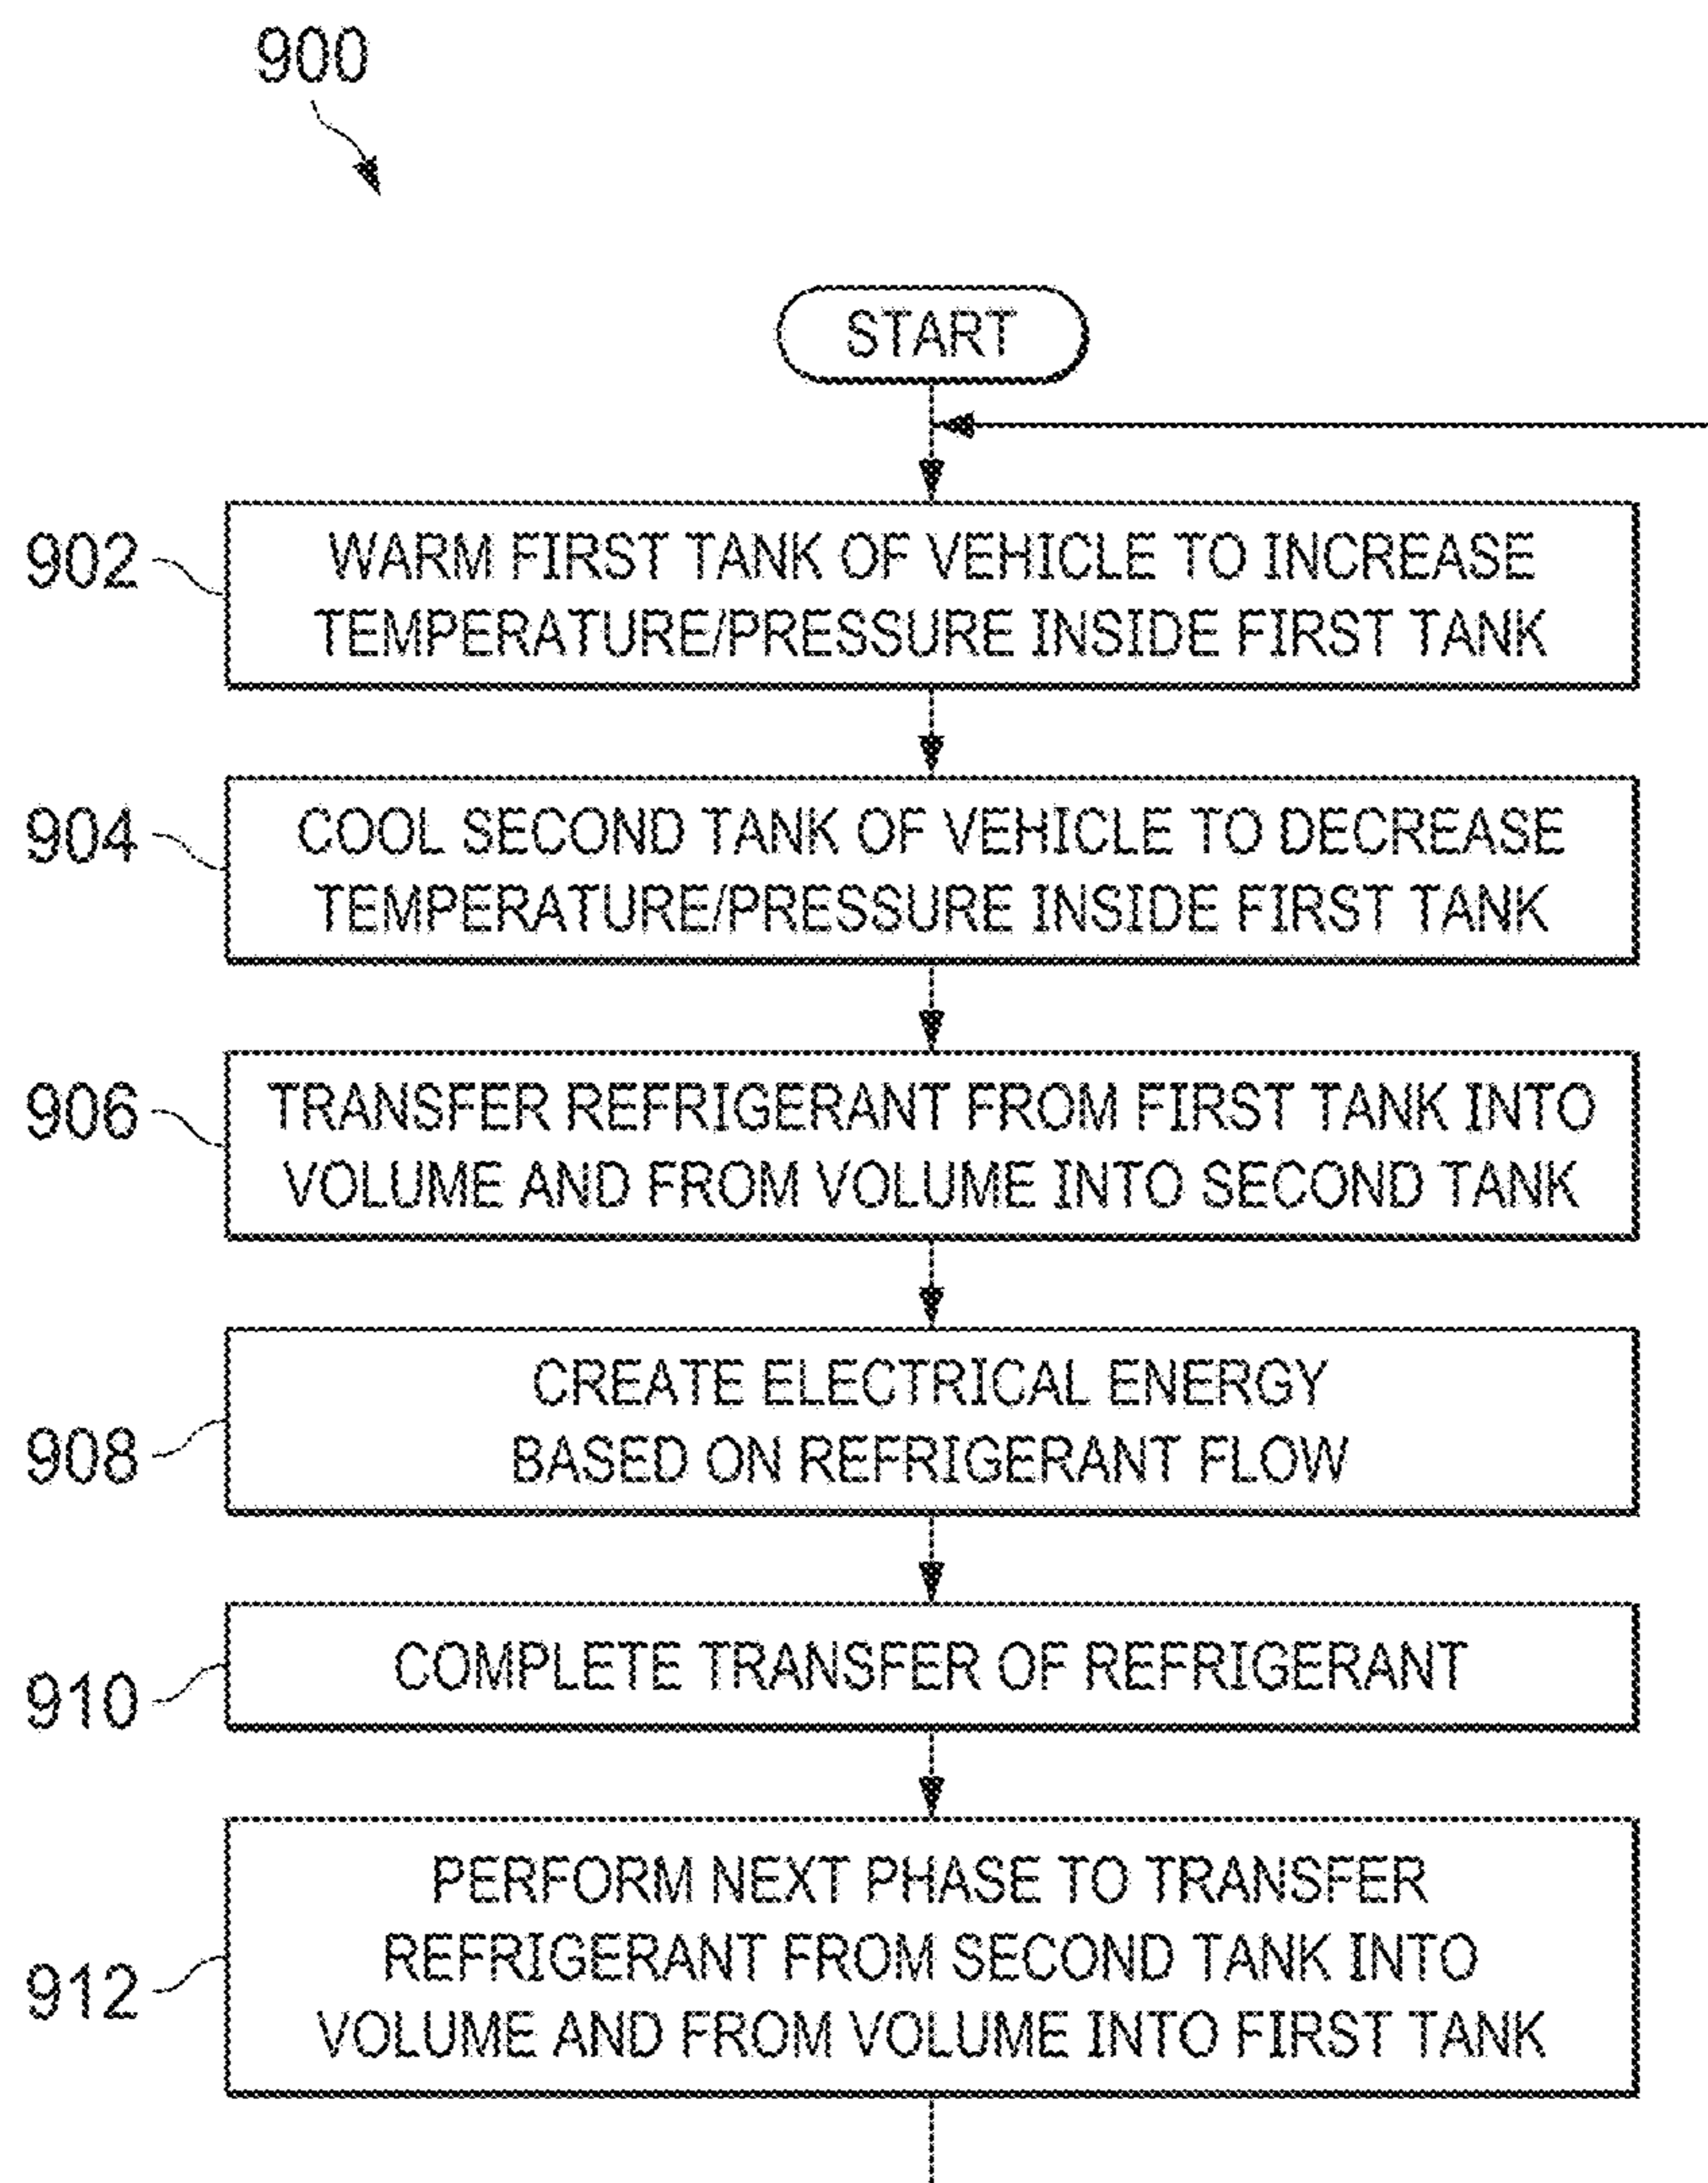 900
START
902
WARM FIRST TANK OF VEHICLE TO INCREASE
TEMPERATURE/PRESSURE INSIDE FIRST TANK
904
COOL SECOND TANK OF VEHICLE TO DECREASE
TEMPERATURE/PRESSURE INSIDE FIRST TANK
906
TRANSFER REFRIGERANT FROM FIRST TANK INTO
VOLUME AND FROM VOLUME INTO SECOND TANK
908
CREATE ELECTRICAL ENERGY
BASED ON REFRIGERANT FLOW
910
COMPLETE TRANSFER OF REFRIGERANT
912
PERFORM NEXT PHASE TO TRANSFER
REFRIGERANT FROM SECOND TANK INTO
VOLUME AND FROM VOLUME INTO FIRST TANK